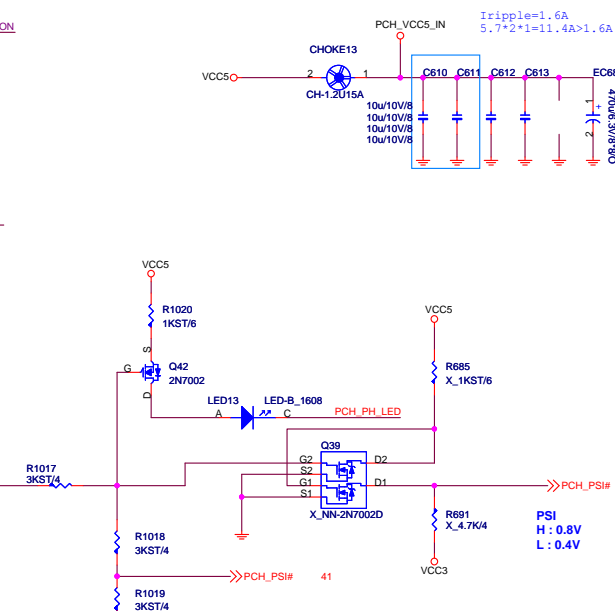 ON
PCH_VCC5_IN
Iripple=1.6A
5.7*2*1=11.4A>1.6A
CHOKE13
VCC5
2
1
CH-1.2U15A
C610
C611
C612
C613
10u/10V/8
10u/10V/8
10u/10V/8
10u/10V/8
1
+
2
VCC5
R1020
1KST/6
S
G
D
Q42
2N7002
LED13
LED-B_1608
A
C
PCH_PH_LED
VCC5
R685
X_1KST/6
Q39
G2
S2
G1
S1
D2
D1
X_NN-2N7002D
PCH_PSI#
R1017
3KST/4
R691
X_4.7K/4
VCC3
PSI
H : 0.8V
L : 0.4V
R1018
3KST/4
PCH_PSI# 41
R1019
3KST/4